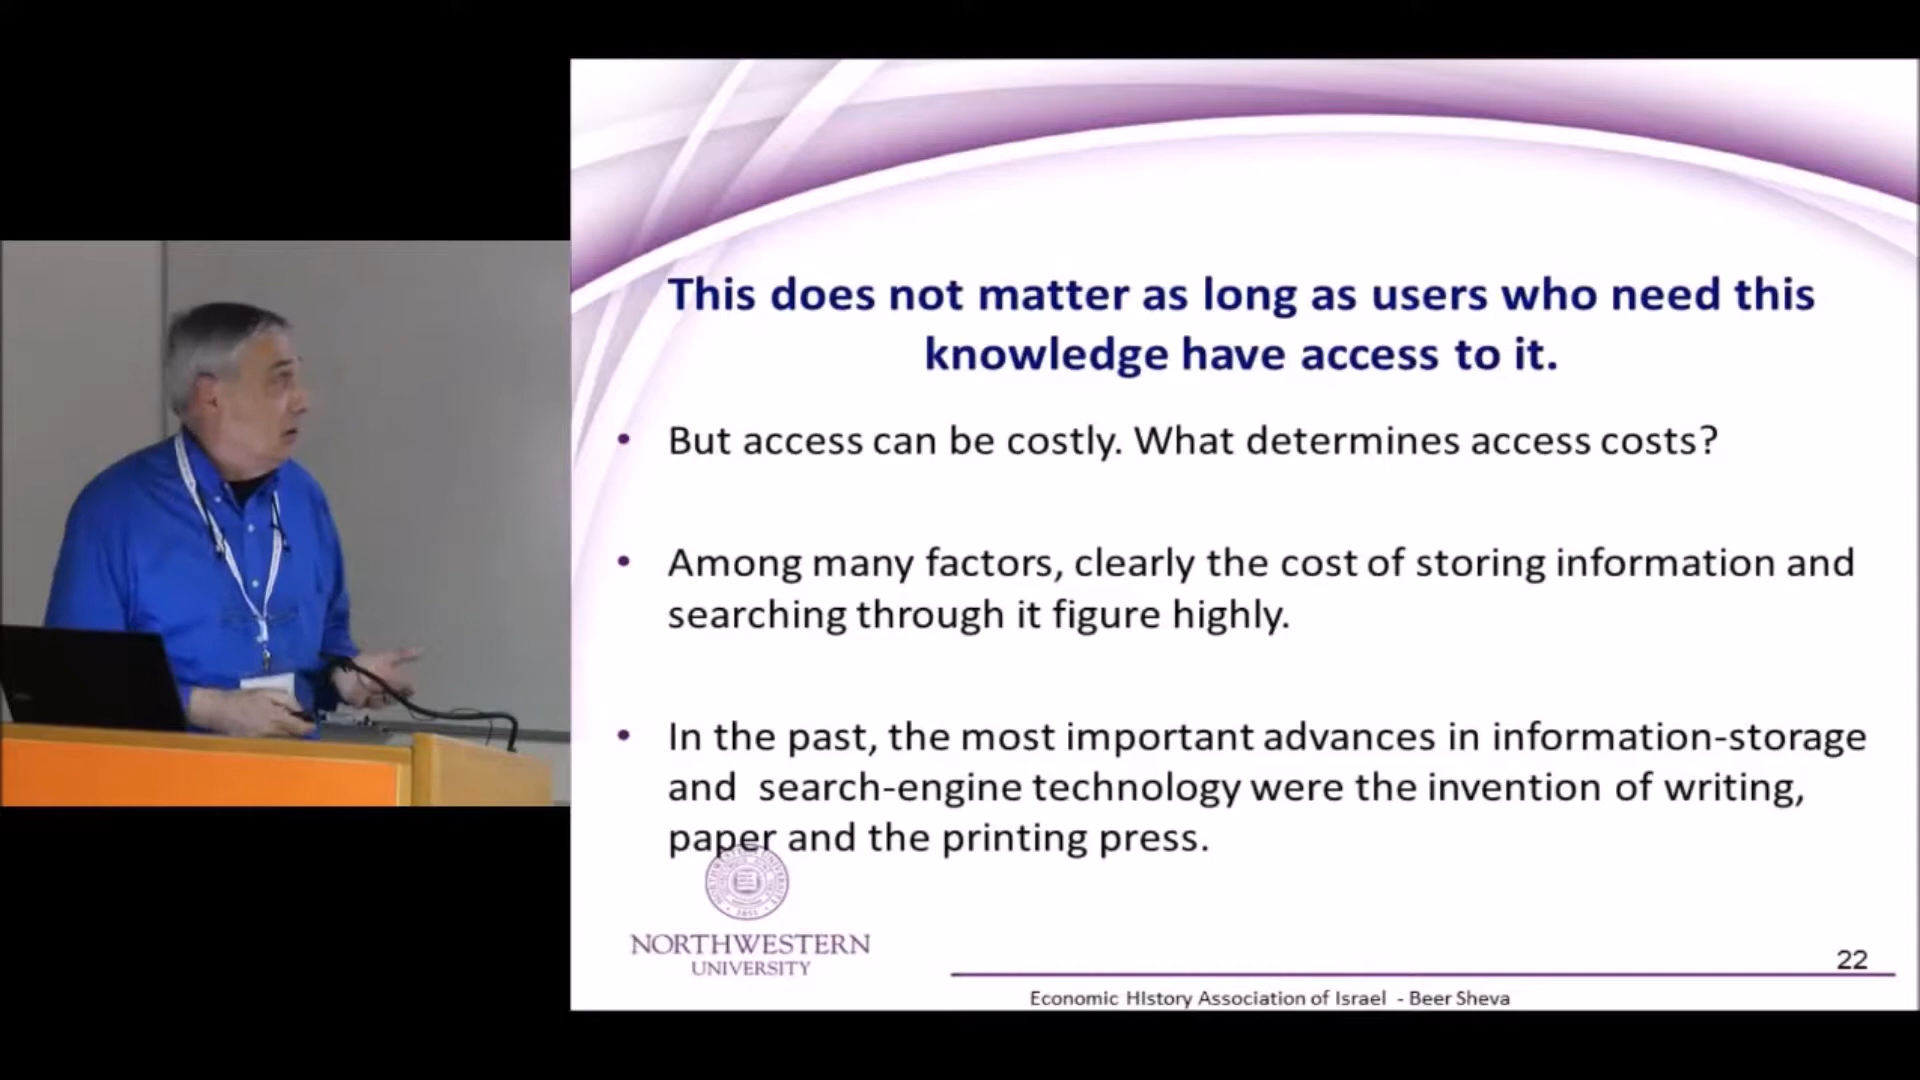 This does not matter as long as users who need this
knowledge have access to it.
• But access can be costly. What determines access costs?
• Among many factors, clearly the cost of storing information and
searching through it figure highly.
• In the past, the most important advances in information-storage
and search-engine technology were the invention of writing,
paper and the printing press.
NORTHWESTERN
UNIVERSITY
22
Economic HIstory Association of Israel - Beer Sheva